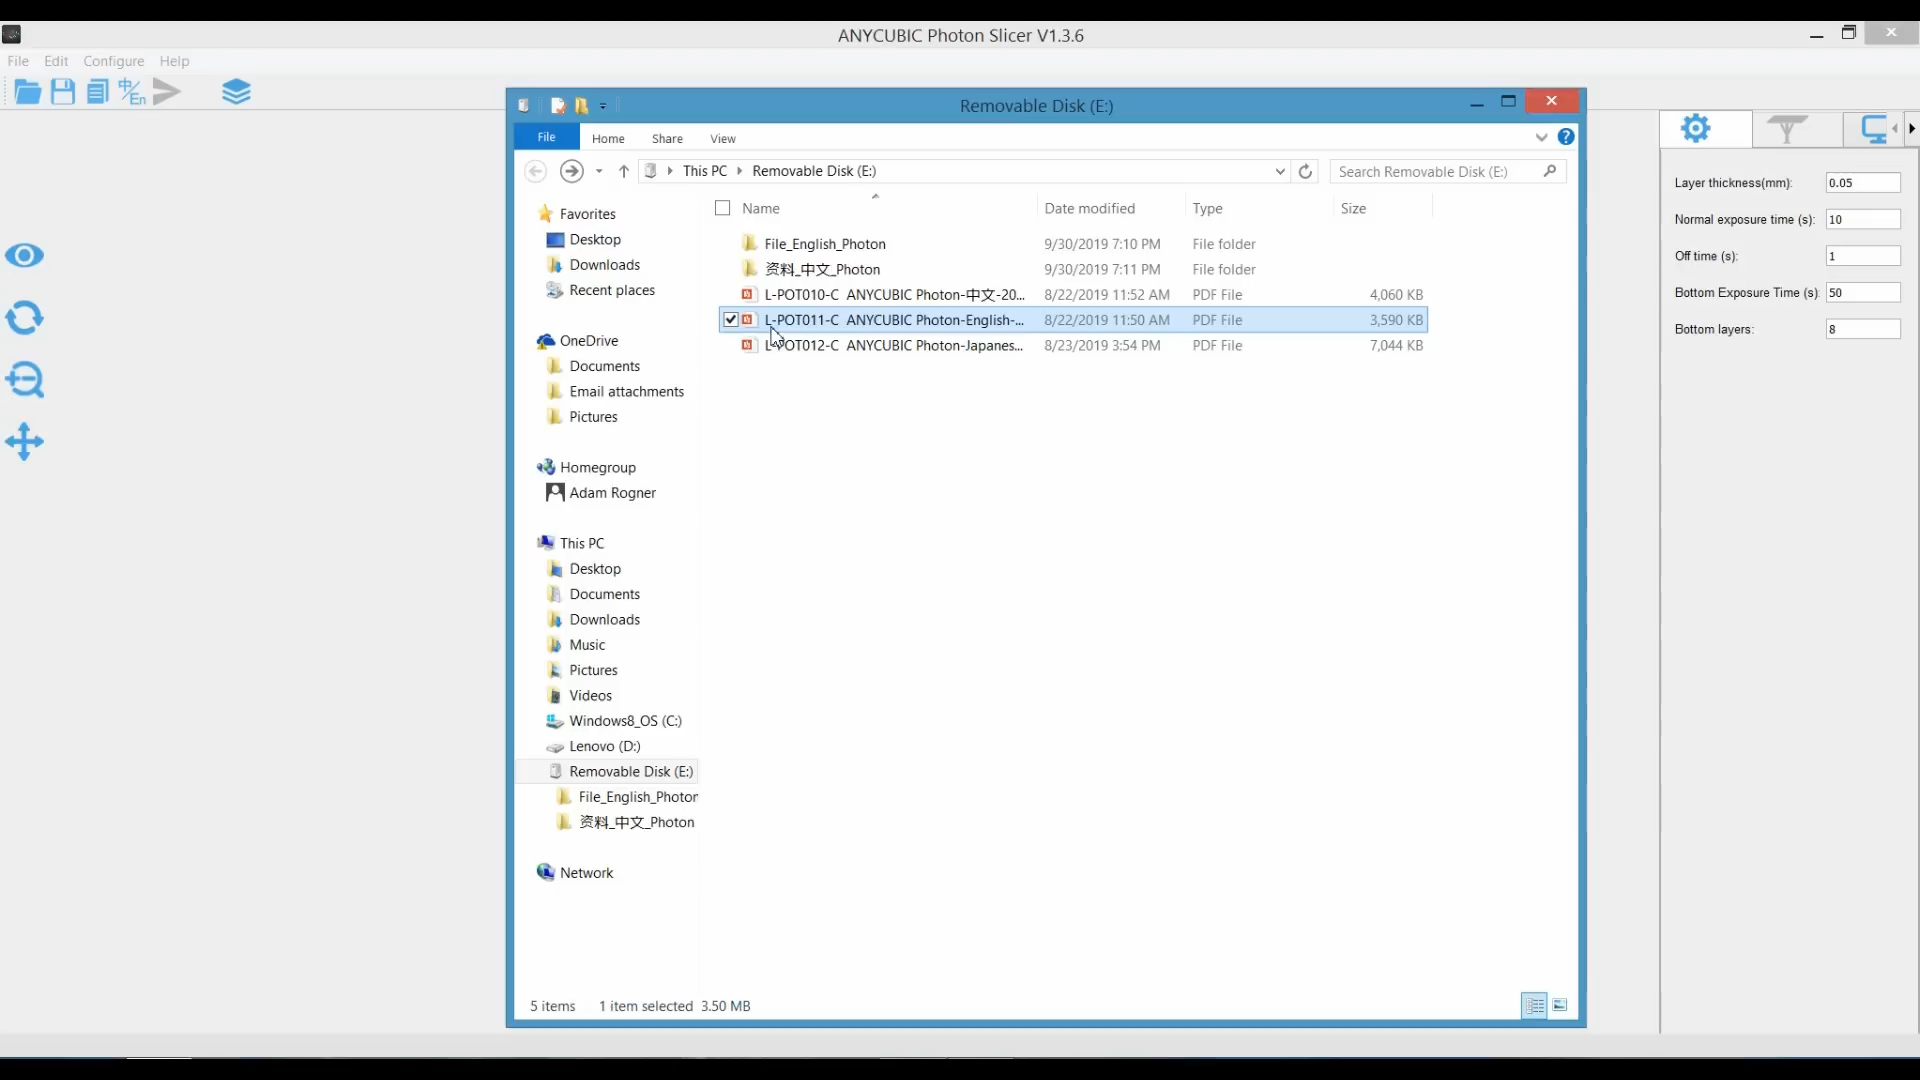 ANYCUBIC Photon Slicer V1.3.6
File Edit Configure Help
中/En
Removable Disk (E:)
File Home Share View
This PC Removable Disk (E:) Search Removable Disk (E:)
Name Date modified Type Size
File_English_Photon 9/30/2019 7:10 PM File folder
资料_中文_Photon 9/30/2019 7:11 PM File folder
L-POT010-C ANYCUBIC Photon-中文-20... 8/22/2019 11:52 AM PDF File 4,060 KB
L-POT011-C ANYCUBIC Photon-English-... 8/22/2019 11:50 AM PDF File 3,590 KB
L-POT012-C ANYCUBIC Photon-Japanes... 8/23/2019 3:54 PM PDF File 7,044 KB
Favorites
Desktop
Downloads
Recent places
OneDrive
Documents
Email attachments
Pictures
Homegroup
Adam Rogner
This PC
Desktop
Documents
Downloads
Music
Pictures
Videos
Windows8_OS (C:)
Lenovo (D:)
Removable Disk (E:)
File_English_Photon
资料_中文_Photon
Network
5 items 1 item selected 3.50 MB
Layer thickness(mm): 0.05
Normal exposure time (s): 10
Off time (s): 1
Bottom Exposure Time (s): 50
Bottom layers: 8